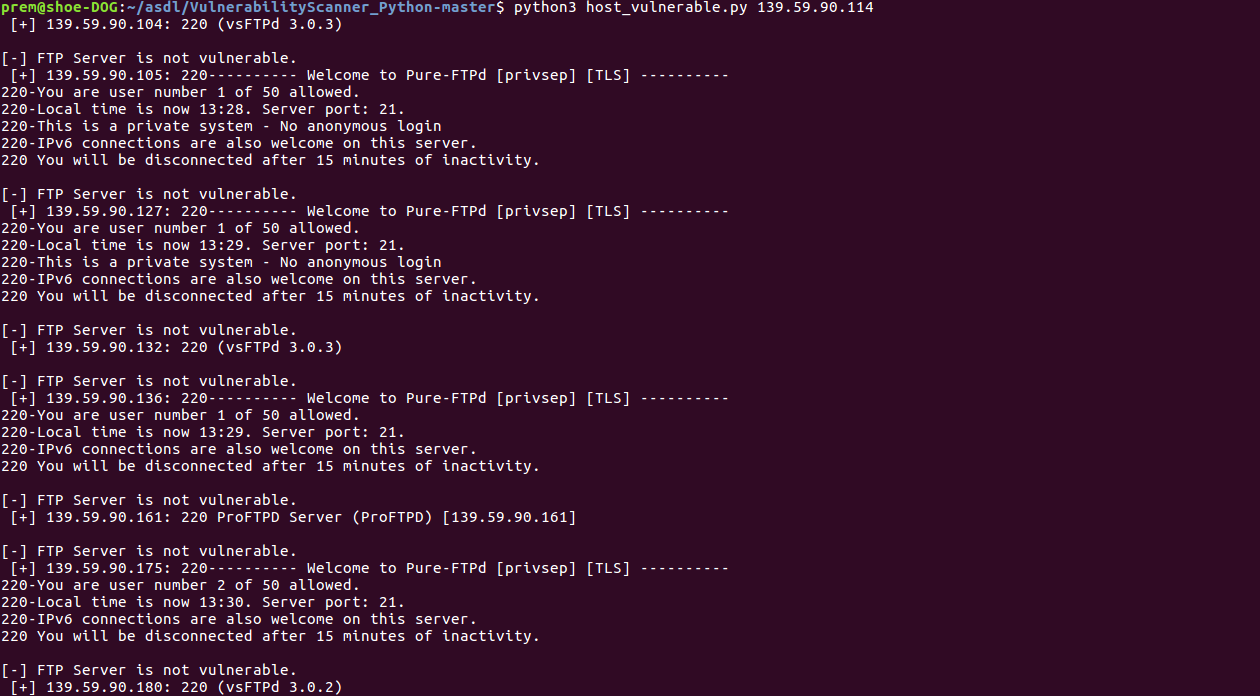 prem@shoe-DOG:~/asdl/VulnerabilityScanner_Python-master$ python3 host_vulnerable.py 139.59.90.114
[+] 139.59.90.104: 220 (vsFTPd 3.0.3)
[-] FTP Server is not vulnerable.
[+] 139.59.90.105: 220---------- Welcome to Pure-FTPd [privsep] [TLS] ----------
220-You are user number 1 of 50 allowed.
220-Local time is now 13:28. Server port: 21.
220-This is a private system - No anonymous login
220-IPv6 connections are also welcome on this server.
220 You will be disconnected after 15 minutes of inactivity.
[-] FTP Server is not vulnerable.
[+] 139.59.90.127: 220---------- Welcome to Pure-FTPd [privsep] [TLS] ----------
220-You are user number 1 of 50 allowed.
220-Local time is now 13:29. Server port: 21.
220-This is a private system - No anonymous login
220-IPv6 connections are also welcome on this server.
220 You will be disconnected after 15 minutes of inactivity.
[-] FTP Server is not vulnerable.
[+] 139.59.90.132: 220 (vsFTPd 3.0.3)
[-] FTP Server is not vulnerable.
[+] 139.59.90.136: 220---------- Welcome to Pure-FTPd [privsep] [TLS] ----------
220-You are user number 1 of 50 allowed.
220-Local time is now 13:29. Server port: 21.
220-IPv6 connections are also welcome on this server.
220 You will be disconnected after 15 minutes of inactivity.
[-] FTP Server is not vulnerable.
[+] 139.59.90.161: 220 ProFTPD Server (ProFTPD) [139.59.90.161]
[-] FTP Server is not vulnerable.
[+] 139.59.90.175: 220---------- Welcome to Pure-FTPd [privsep] [TLS] ----------
220-You are user number 2 of 50 allowed.
220-Local time is now 13:30. Server port: 21.
220-IPv6 connections are also welcome on this server.
220 You will be disconnected after 15 minutes of inactivity.
[-] FTP Server is not vulnerable.
[+] 139.59.90.180: 220 (vsFTPd 3.0.2)